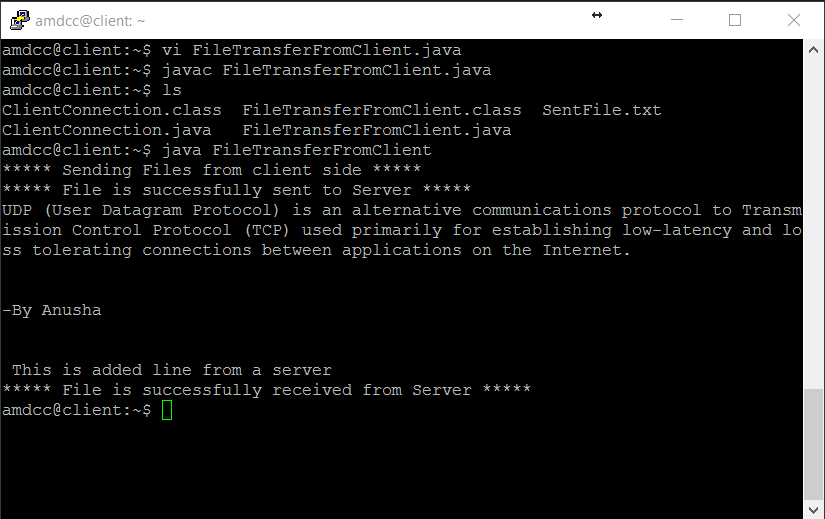 amdcc@client: ~
amdcc@client:~$ vi FileTransferFromClient.java
amdcc@client:~$ javac FileTransferFromClient.java
amdcc@client:~$ ls
ClientConnection.class  FileTransferFromClient.class  SentFile.txt
ClientConnection.java   FileTransferFromClient.java
amdcc@client:~$ java FileTransferFromClient
***** Sending Files from client side *****
***** File is successfully sent to Server *****
UDP (User Datagram Protocol) is an alternative communications protocol to Transm
ission Control Protocol (TCP) used primarily for establishing low-latency and lo
ss tolerating connections between applications on the Internet.
-By Anusha
 This is added line from a server
***** File is successfully received from Server *****
amdcc@client:~$